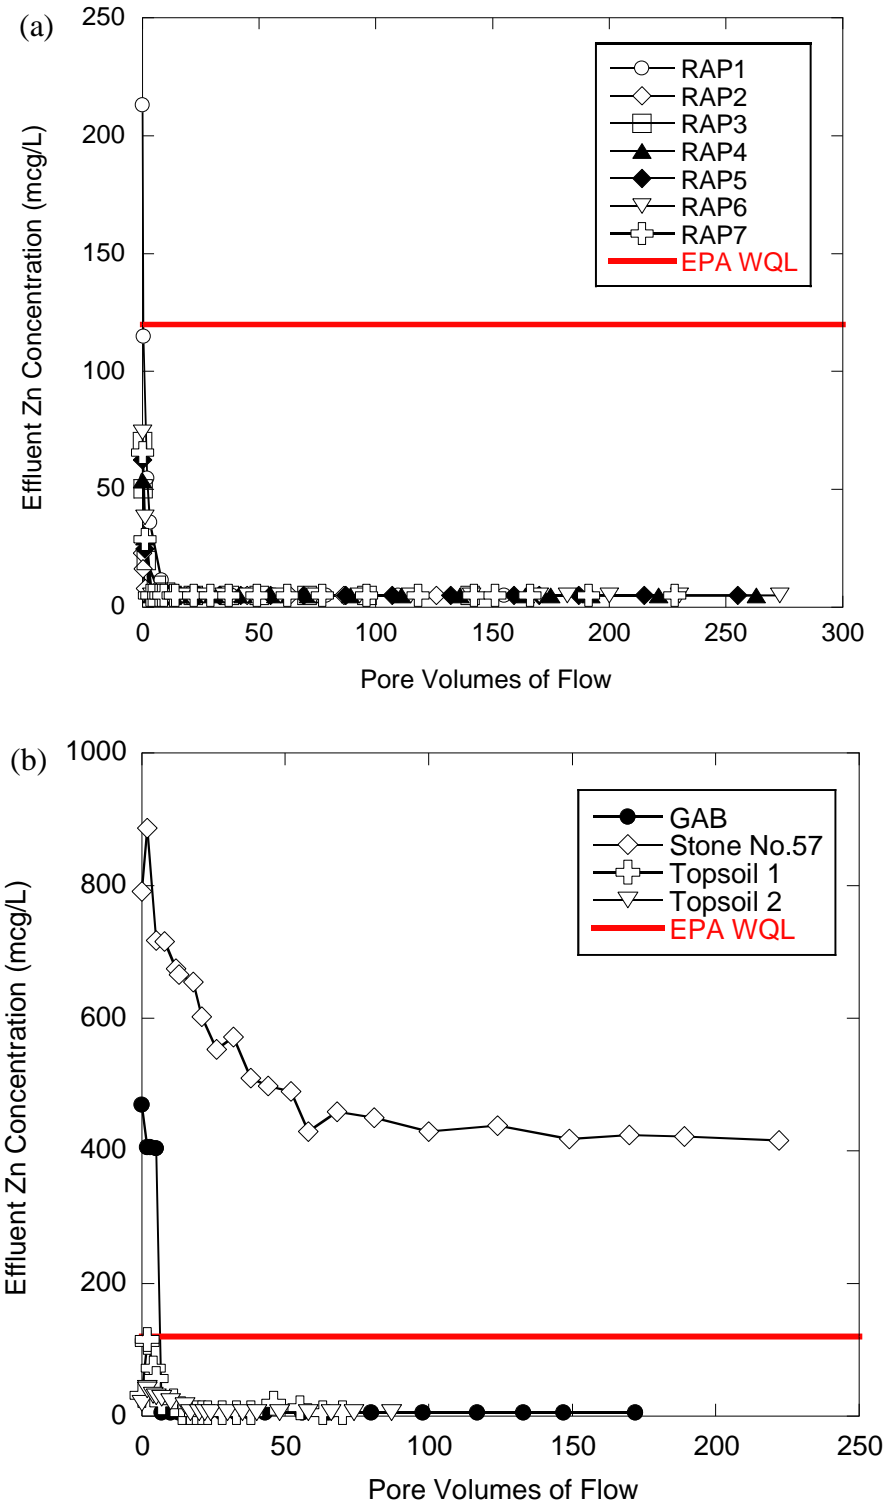 (a)
250
200
150
100
50
0
Effluent Zn Concentration (mcg/L)
RAP1
RAP2
RAP3
RAP4
RAP5
RAP6
RAP7
EPA WQL
0 50 100 150 200 250 300
Pore Volumes of Flow
(b)
1000
800
600
400
200
0
Effluent Zn Concentration (mcg/L)
GAB
Stone No.57
Topsoil 1
Topsoil 2
EPA WQL
0 50 100 150 200 250
Pore Volumes of Flow